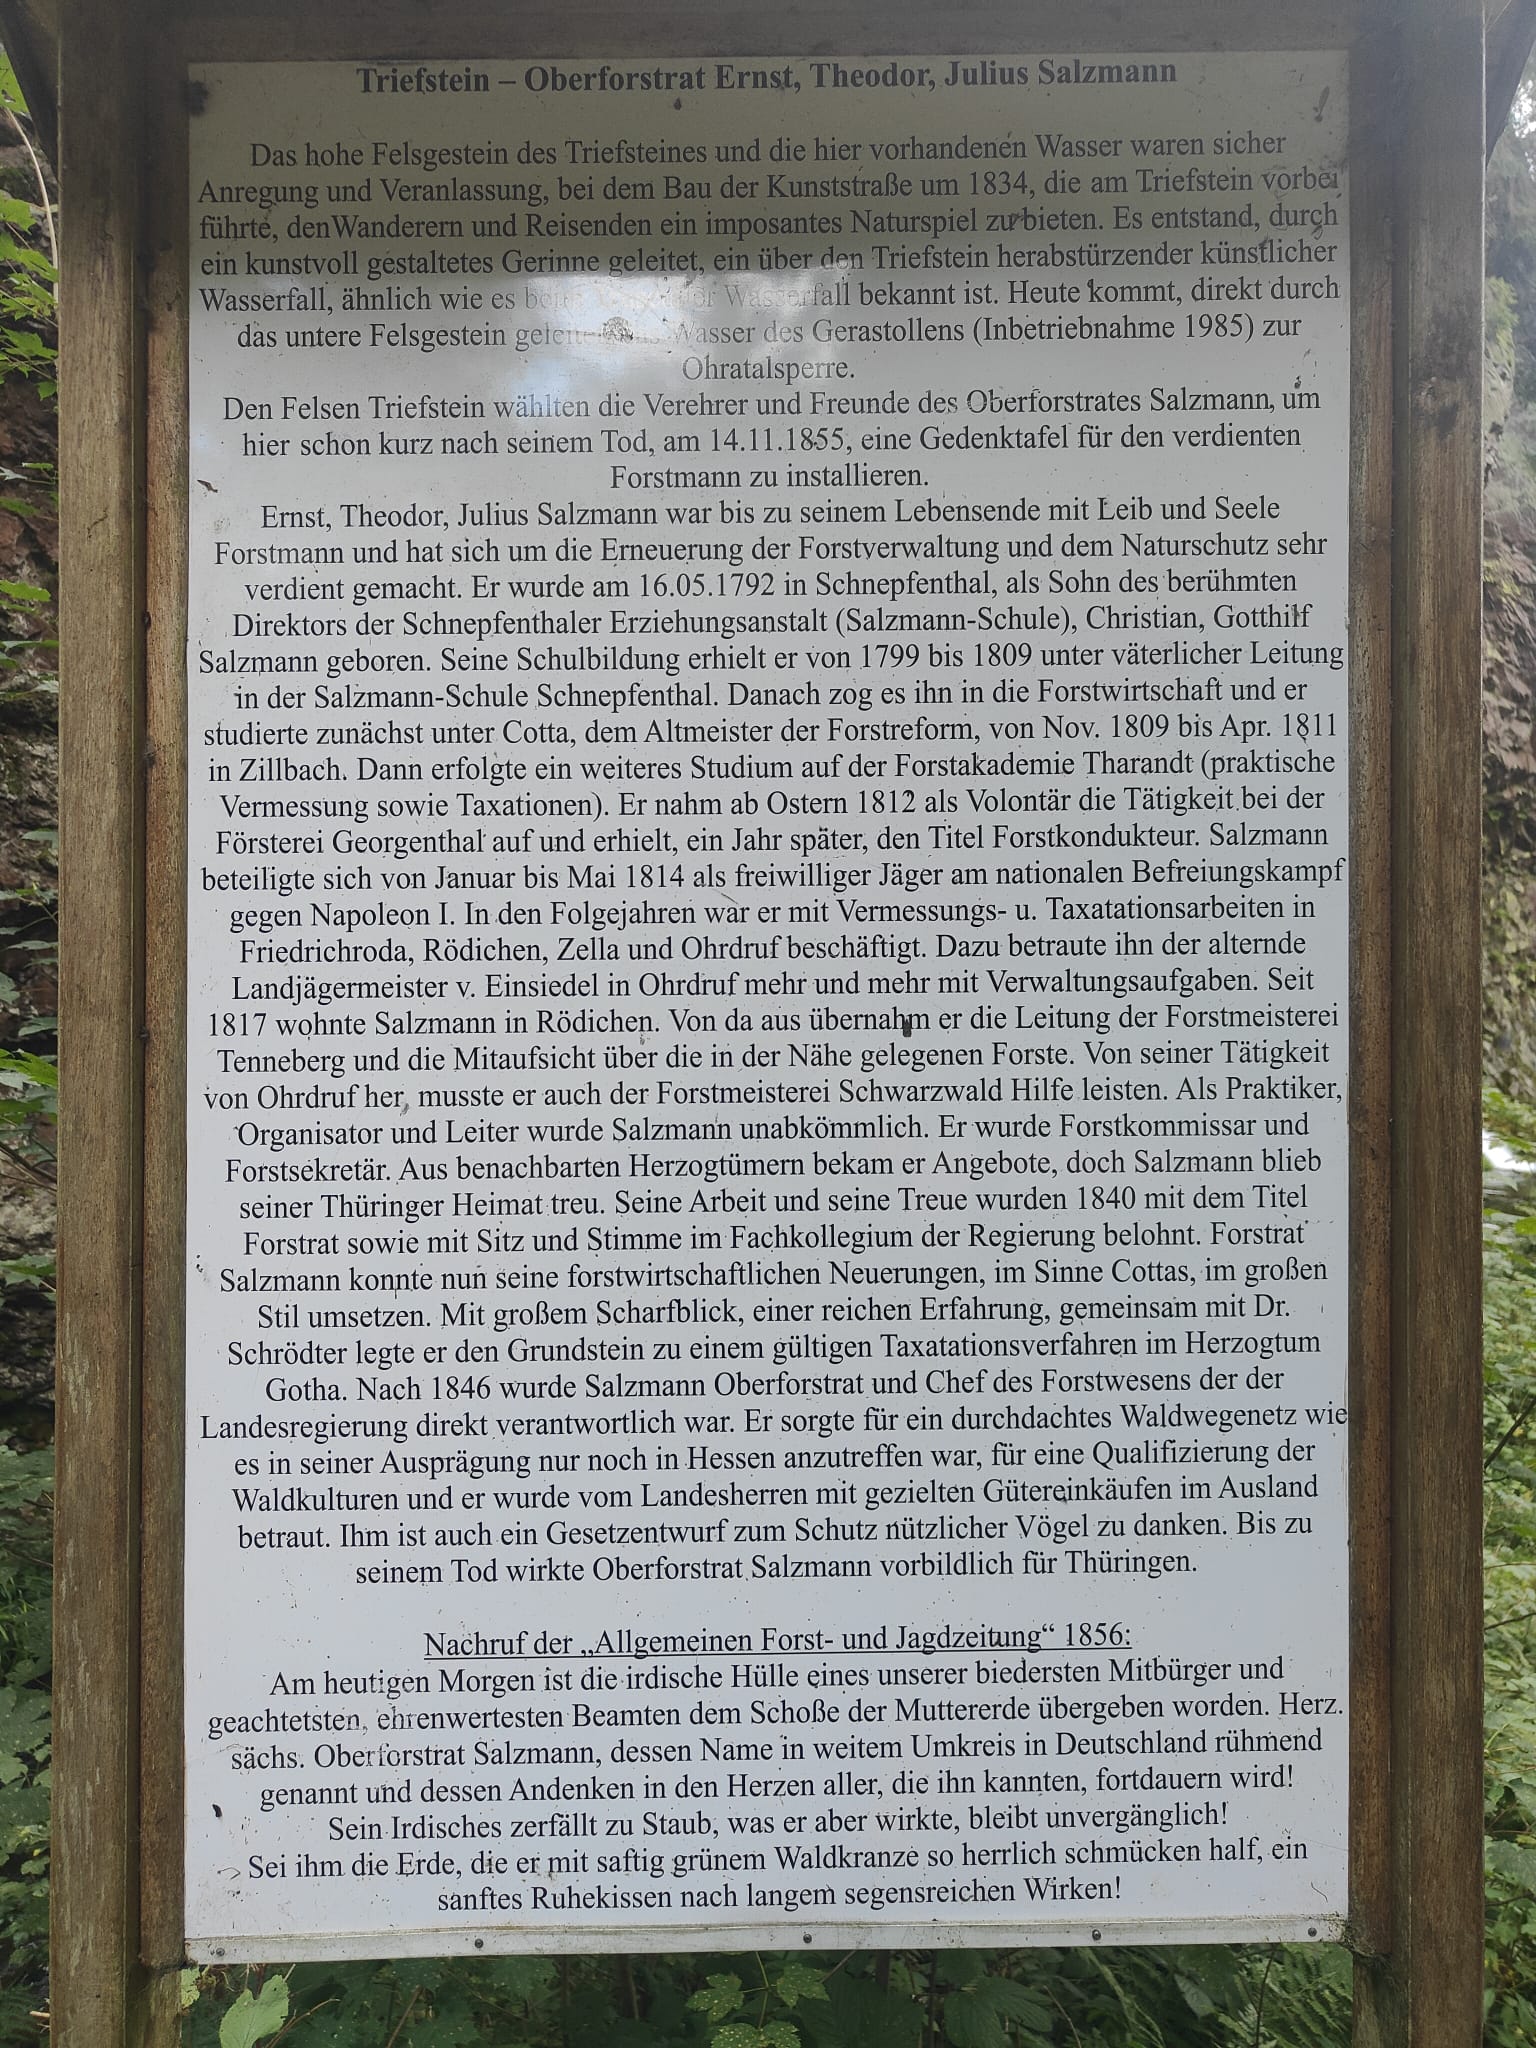 Triefstein – Oberforstrat Ernst, Theodor, Julius Salzmann
Das hohe Felsgestein des Triefsteines und die hier vorhandenen Wasser waren sicher
Anregung und Veranlassung, bei dem Bau der Kunststraße um 1834, die am Triefstein vorbei
führte, denWanderern und Reisenden ein imposantes Naturspiel zu bieten. Es entstand, durch
ein kunstvoll gestaltetes Gerinne geleitet, ein über den Triefstein herabstürzender künstlicher
Wasserfall, ähnlich wie es Wasserfall bekannt ist. Heute kommt, direkt durch
das untere Felsgestein Wasser des Gerastollens (Inbetriebnahme 1985) zur
Ohratalsperre.
Den Felsen Triefstein wählten die Verehrer und Freunde des Oberforstrates Salzmann, um
hier schon kurz nach seinem Tod, am 14.11.1855, eine Gedenktafel für den verdienten
Forstmann zu installieren.
Ernst, Theodor, Julius Salzmann war bis zu seinem Lebensende mit Leib und Seele
Forstmann und hat sich um die Erneuerung der Forstverwaltung und dem Naturschutz sehr
verdient gemacht. Er wurde am 16.05.1792 in Schnepfenthal, als Sohn des berühmten
Direktors der Schnepfenthaler Erziehungsanstalt (Salzmann-Schule), Christian, Gotthilf
Salzmann geboren. Seine Schulbildung erhielt er von 1799 bis 1809 unter väterlicher Leitung
in der Salzmann-Schule Schnepfenthal. Danach zog es ihn in die Forstwirtschaft und er
studierte zunächst unter Cotta, dem Altmeister der Forstreform, von Nov. 1809 bis Apr. 1811
in Zillbach. Dann erfolgte ein weiteres Studium auf der Forstakademie Tharandt (praktische
Vermessung sowie Taxationen). Er nahm ab Ostern 1812 als Volontär die Tätigkeit bei der
Försterei Georgenthal auf und erhielt, ein Jahr später, den Titel Forstkondukteur. Salzmann
beteiligte sich von Januar bis Mai 1814 als freiwilliger Jäger am nationalen Befreiungskampf
gegen Napoleon I. In den Folgejahren war er mit Vermessungs- u. Taxatationsarbeiten in
Friedrichroda, Rödichen, Zella und Ohrdruf beschäftigt. Dazu betraute ihn der alternde
Landjägermeister v. Einsiedel in Ohrdruf mehr und mehr mit Verwaltungsaufgaben. Seit
1817 wohnte Salzmann in Rödichen. Von da aus übernahm er die Leitung der Forstmeisterei
Tenneberg und die Mitaufsicht über die in der Nähe gelegenen Forste. Von seiner Tätigkeit
von Ohrdruf her, musste er auch der Forstmeisterei Schwarzwald Hilfe leisten. Als Praktiker,
Organisator und Leiter wurde Salzmann unabkömmlich. Er wurde Forstkommissar und
Forstsekretär. Aus benachbarten Herzogtümern bekam er Angebote, doch Salzmann blieb
seiner Thüringer Heimat treu. Seine Arbeit und seine Treue wurden 1840 mit dem Titel
Forstrat sowie mit Sitz und Stimme im Fachkollegium der Regierung belohnt. Forstrat
Salzmann konnte nun seine forstwirtschaftlichen Neuerungen, im Sinne Cottas, im großen
Stil umsetzen. Mit großem Scharfblick, einer reichen Erfahrung, gemeinsam mit Dr.
Schrödter legte er den Grundstein zu einem gültigen Taxatationsverfahren im Herzogtum
Gotha. Nach 1846 wurde Salzmann Oberforstrat und Chef des Forstwesens der der
Landesregierung direkt verantwortlich war. Er sorgte für ein durchdachtes Waldwegenetz wie
es in seiner Ausprägung nur noch in Hessen anzutreffen war, für eine Qualifizierung der
Waldkulturen und er wurde vom Landesherren mit gezielten Gütereinkäufen im Ausland
betraut. Ihm ist auch ein Gesetzentwurf zum Schutz nützlicher Vögel zu danken. Bis zu
seinem Tod wirkte Oberforstrat Salzmann vorbildlich für Thüringen.
Nachruf der „Allgemeinen Forst- und Jagdzeitung“ 1856:
Am heutigen Morgen ist die irdische Hülle eines unserer biedersten Mitbürger und
geachtetsten, ehrenwertesten Beamten dem Schoße der Muttererde übergeben worden. Herz.
sächs. Oberforstrat Salzmann, dessen Name in weitem Umkreis in Deutschland rühmend
genannt und dessen Andenken in den Herzen aller, die ihn kannten, fortdauern wird!
Sein Irdisches zerfällt zu Staub, was er aber wirkte, bleibt unvergänglich!
Sei ihm die Erde, die er mit saftig grünem Waldkranze so herrlich schmücken half, ein
sanftes Ruhekissen nach langem segensreichen Wirken!